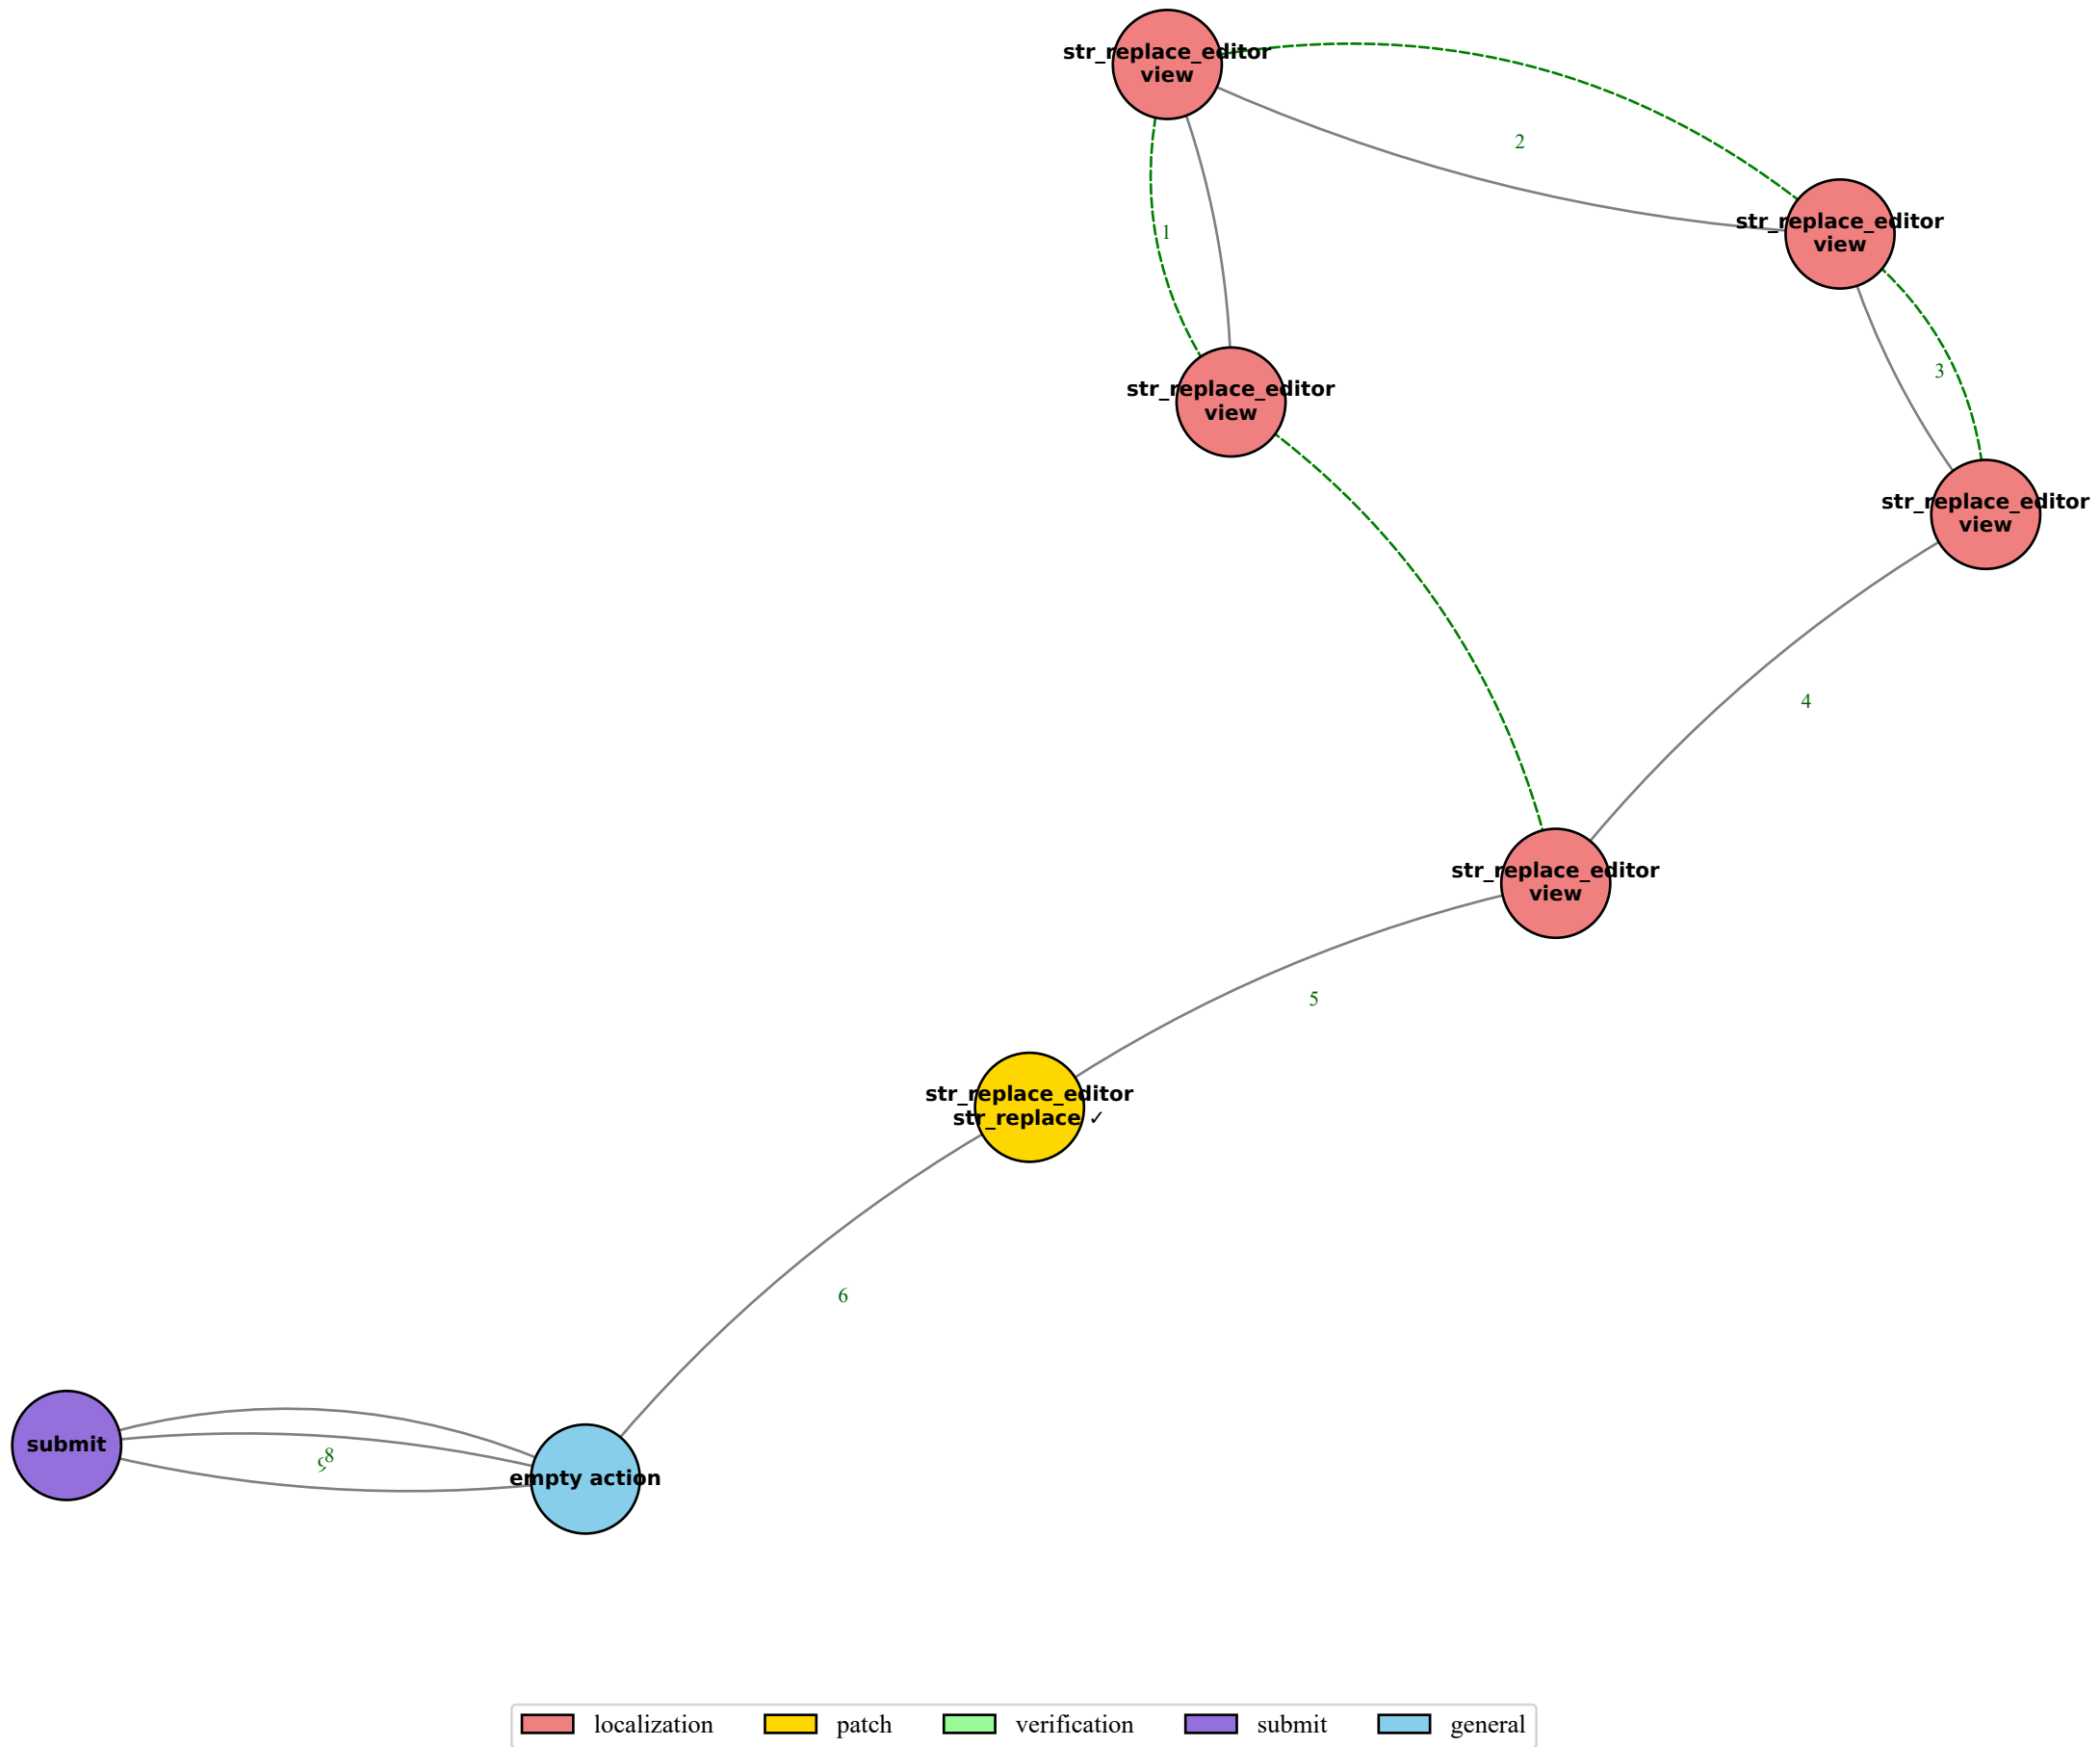 str_replace_editor
view
2
str_replace_editor
view
1
3
str_replace_editor
view
str_replace_editor
view
4
str_replace_editor
view
5
str_replace_editor
str_replace ✓
6
submit
8
empty action
localization
patch
verification
submit
general